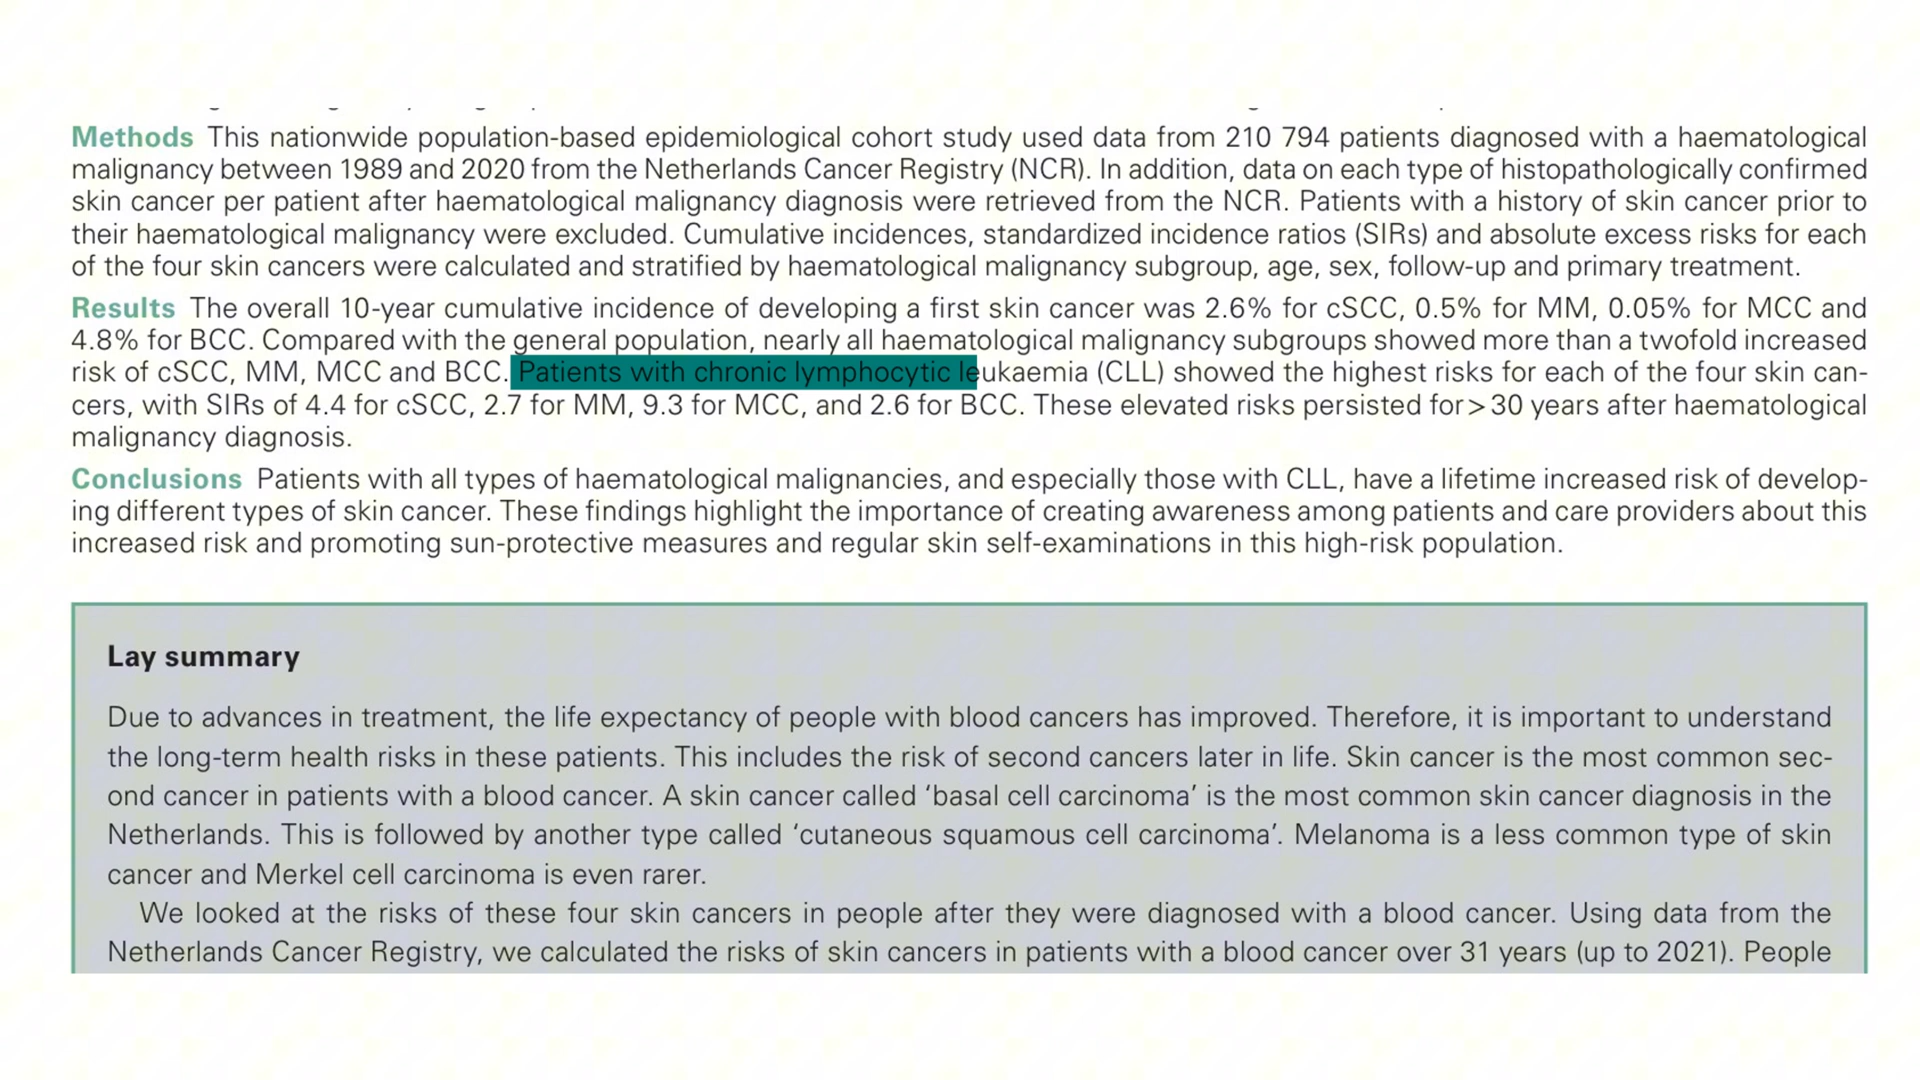 Methods This nationwide population-based epidemiological cohort study used data from 210 794 patients diagnosed with a haematological
malignancy between 1989 and 2020 from the Netherlands Cancer Registry (NCR). In addition, data on each type of histopathologically confirmed
skin cancer per patient after haematological malignancy diagnosis were retrieved from the NCR. Patients with a history of skin cancer prior to
their haematological malignancy were excluded. Cumulative incidences, standardized incidence ratios (SIRs) and absolute excess risks for each
of the four skin cancers were calculated and stratified by haematological malignancy subgroup, age, sex, follow-up and primary treatment.
Results The overall 10-year cumulative incidence of developing a first skin cancer was 2.6% for cSCC, 0.5% for MM, 0.05% for MCC and
4.8% for BCC. Compared with the general population, nearly all haematological malignancy subgroups showed more than a twofold increased
risk of cSCC, MM, MCC and BCC. Patients with chronic lymphocytic leukaemia (CLL) showed the highest risks for each of the four skin can-
cers, with SIRs of 4.4 for cSCC, 2.7 for MM, 9.3 for MCC, and 2.6 for BCC. These elevated risks persisted for > 30 years after haematological
malignancy diagnosis.
Conclusions Patients with all types of haematological malignancies, and especially those with CLL, have a lifetime increased risk of develop-
ing different types of skin cancer. These findings highlight the importance of creating awareness among patients and care providers about this
increased risk and promoting sun-protective measures and regular skin self-examinations in this high-risk population.
Lay summary
Due to advances in treatment, the life expectancy of people with blood cancers has improved. Therefore, it is important to understand
the long-term health risks in these patients. This includes the risk of second cancers later in life. Skin cancer is the most common sec-
ond cancer in patients with a blood cancer. A skin cancer called ‘basal cell carcinoma’ is the most common skin cancer diagnosis in the
Netherlands. This is followed by another type called ‘cutaneous squamous cell carcinoma’. Melanoma is a less common type of skin
cancer and Merkel cell carcinoma is even rarer.
We looked at the risks of these four skin cancers in people after they were diagnosed with a blood cancer. Using data from the
Netherlands Cancer Registry, we calculated the risks of skin cancers in patients with a blood cancer over 31 years (up to 2021). People